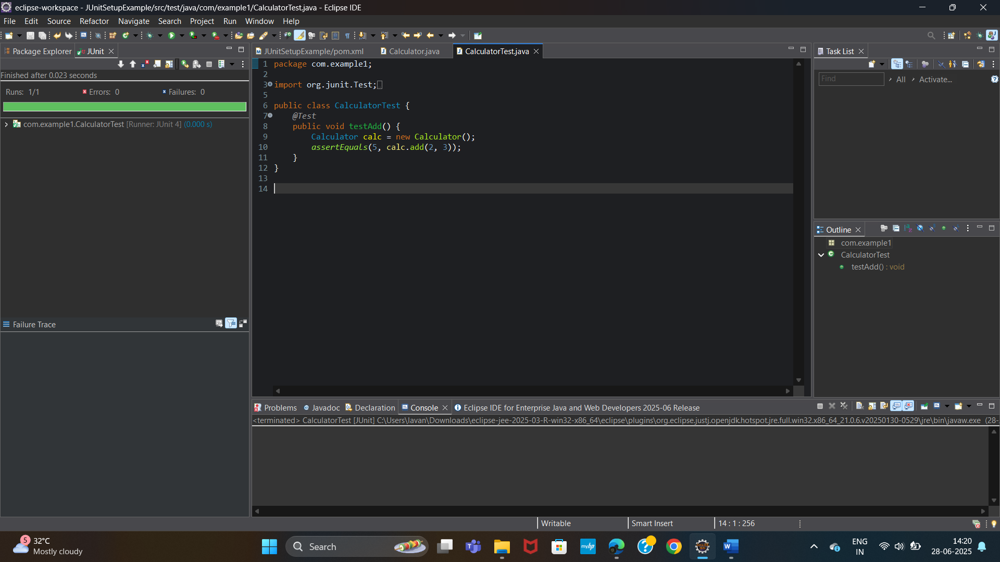 eclipse-workspace - JUnitSetupExample/src/test/java/com/example1/CalculatorTest.java - Eclipse IDE
File Edit Source Refactor Navigate Search Project Run Window Help
Package Explorer JUnit
Finished after 0.023 seconds
Runs: 1/1 Errors: 0 Failures: 0
com.example1.CalculatorTest [Runner: JUnit 4] (0.000 s)
Failure Trace
JUnitSetupExample/pom.xml Calculator.java CalculatorTest.java
1 package com.example1;
2
3 import org.junit.Test;
5
6 public class CalculatorTest {
7 @Test
8 public void testAdd() {
9 Calculator calc = new Calculator();
10 assertEquals(5, calc.add(2, 3));
11 }
12 }
13
14
Task List
Find All Activate...
Outline
com.example1
CalculatorTest
testAdd() : void
Problems Javadoc Declaration Console Eclipse IDE for Enterprise Java and Web Developers 2025-06 Release
<terminated> CalculatorTest [JUnit] C:\Users\lavan\Downloads\eclipse-jee-2025-03-R-win32-x86_64\eclipse\plugins\org.eclipse.justj.openjdk.hotspot.jre.full.win32.x86_64_21.0.6.v20250130-0529\jre\bin\javaw.exe (28-
Writable Smart Insert 14 : 1 : 256
5 32°C
Mostly cloudy
Search
myhp
ENG
IN
14:20
28-06-2025